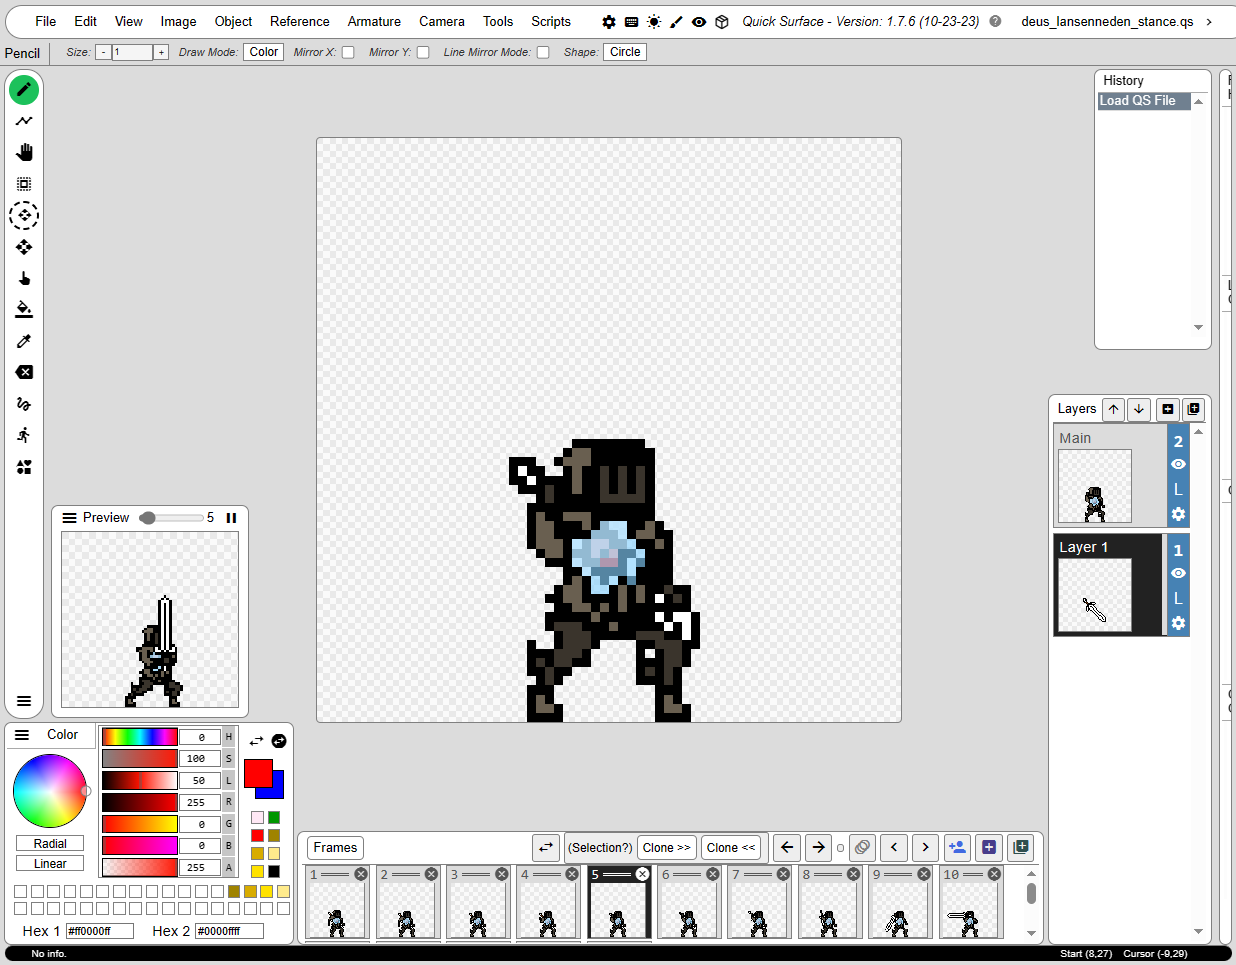 File Edit View Image Object Reference Armature Camera Tools Scripts Quick Surface - Version: 1.7.6 (10-23-23) deus_lansenneden_stance.qs
Pencil Size: - 1 + Draw Mode: Color Mirror X: Mirror Y: Line Mirror Mode: Shape: Circle
History
Load QS File
Layers
Main
2
L
Layer 1
1
L
Preview 5
Color
0 H
100 S
50 L
255 R
0 G
0 B
255 A
Radial
Linear
Hex 1 #ff0000ff Hex 2 #0000ffff
Frames (Selection?) Clone >> Clone <<
1 2 3 4 5 6 7 8 9 10
No info. Start (8,27) Cursor (-9,29)